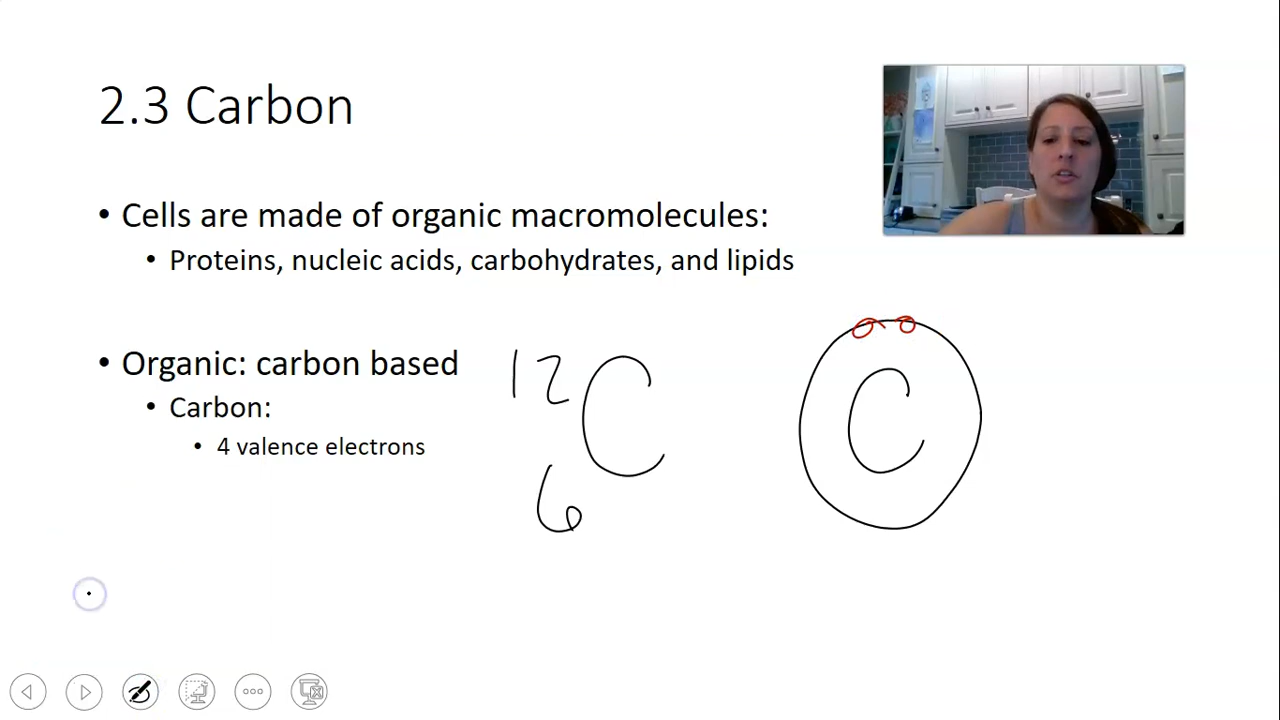 2.3 Carbon
• Cells are made of organic macromolecules:
• Proteins, nucleic acids, carbohydrates, and lipids
• Organic: carbon based
• Carbon:
• 4 valence electrons
12
C
6
C